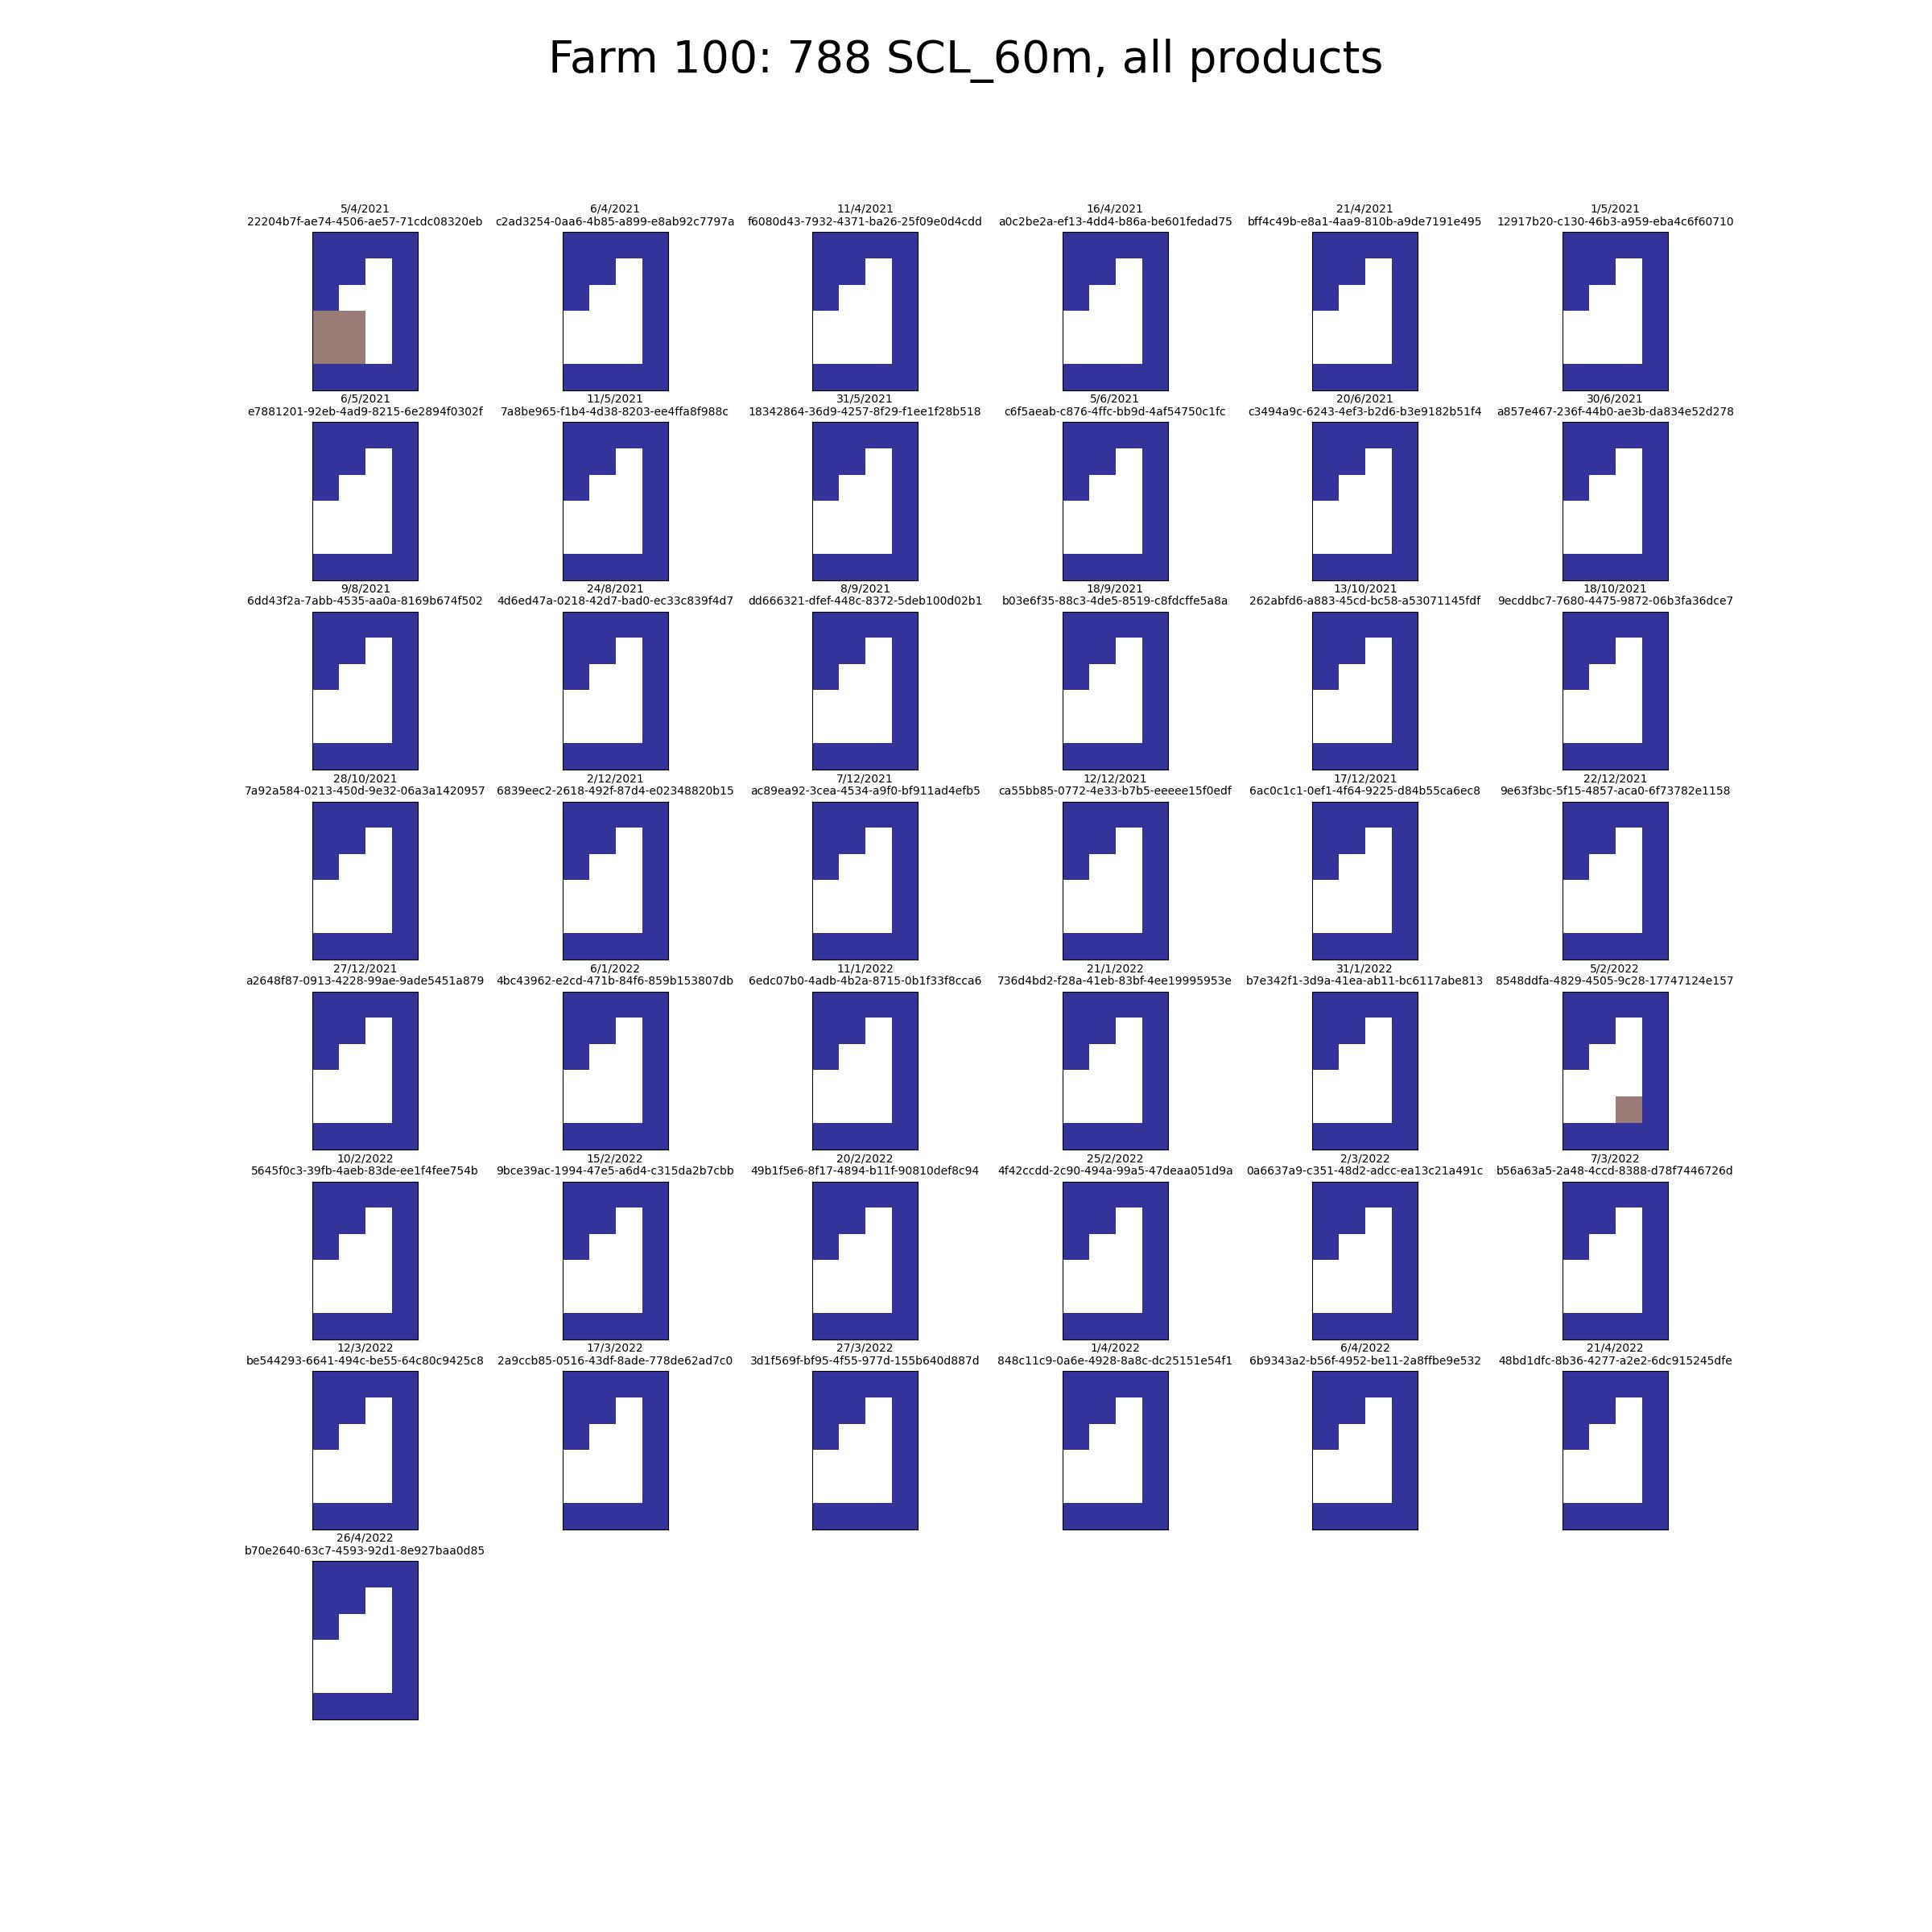 Farm 100: 788 SCL_60m, all products
5/4/2021
22204b7f-ae74-4506-ae57-71cdc08320eb
6/4/2021
c2ad3254-0aa6-4b85-a899-e8ab92c7797a
11/4/2021
f6080d43-7932-4371-ba26-25f09e0d4cdd
16/4/2021
a0c2be2a-ef13-4dd4-b86a-be601fedad75
21/4/2021
bff4c49b-e8a1-4aa9-810b-a9de7191e495
1/5/2021
12917b20-c130-46b3-a959-eba4c6f60710
6/5/2021
e7881201-92eb-4ad9-8215-6e2894f0302f
11/5/2021
7a8be965-f1b4-4d38-8203-ee4ffa8f988c
31/5/2021
18342864-36d9-4257-8f29-f1ee1f28b518
5/6/2021
c6f5aeab-c876-4ffc-bb9d-4af54750c1fc
20/6/2021
c3494a9c-6243-4ef3-b2d6-b3e9182b51f4
30/6/2021
a857e467-236f-44b0-ae3b-da834e52d278
9/8/2021
6dd43f2a-7abb-4535-aa0a-8169b674f502
24/8/2021
4d6ed47a-0218-42d7-bad0-ec33c839f4d7
8/9/2021
dd666321-dfef-448c-8372-5deb100d02b1
18/9/2021
b03e6f35-88c3-4de5-8519-c8fdcffe5a8a
13/10/2021
262abfd6-a883-45cd-bc58-a53071145fdf
18/10/2021
9ecddbc7-7680-4475-9872-06b3fa36dce7
28/10/2021
7a92a584-0213-450d-9e32-06a3a1420957
2/12/2021
6839eec2-2618-492f-87d4-e02348820b15
7/12/2021
ac89ea92-3cea-4534-a9f0-bf911ad4efb5
12/12/2021
ca55bb85-0772-4e33-b7b5-eeeee15f0edf
17/12/2021
6ac0c1c1-0ef1-4f64-9225-d84b55ca6ec8
22/12/2021
9e63f3bc-5f15-4857-aca0-6f73782e1158
27/12/2021
a2648f87-0913-4228-99ae-9ade5451a879
6/1/2022
4bc43962-e2cd-471b-84f6-859b153807db
11/1/2022
6edc07b0-4adb-4b2a-8715-0b1f33f8cca6
21/1/2022
736d4bd2-f28a-41eb-83bf-4ee19995953e
31/1/2022
b7e342f1-3d9a-41ea-ab11-bc6117abe813
5/2/2022
8548ddfa-4829-4505-9c28-17747124e157
10/2/2022
5645f0c3-39fb-4aeb-83de-ee1f4fee754b
15/2/2022
9bce39ac-1994-47e5-a6d4-c315da2b7cbb
20/2/2022
49b1f5e6-8f17-4894-b11f-90810def8c94
25/2/2022
4f42ccdd-2c90-494a-99a5-47deaa051d9a
2/3/2022
0a6637a9-c351-48d2-adcc-ea13c21a491c
7/3/2022
b56a63a5-2a48-4ccd-8388-d78f7446726d
12/3/2022
be544293-6641-494c-be55-64c80c9425c8
17/3/2022
2a9ccb85-0516-43df-8ade-778de62ad7c0
27/3/2022
3d1f569f-bf95-4f55-977d-155b640d887d
1/4/2022
848c11c9-0a6e-4928-8a8c-dc25151e54f1
6/4/2022
6b9343a2-b56f-4952-be11-2a8ffbe9e532
21/4/2022
48bd1dfc-8b36-4277-a2e2-6dc915245dfe
26/4/2022
b70e2640-63c7-4593-92d1-8e927baa0d85